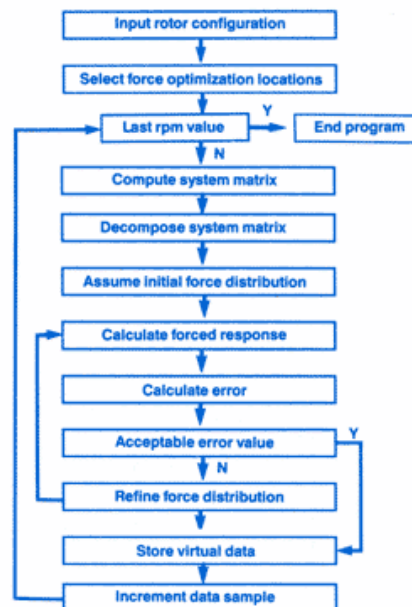 Input rotor configuration
Select force optimization locations
Last rpm value
Y
End program
N
Compute system matrix
Decompose system matrix
Assume initial force distribution
Calculate forced response
Calculate error
Acceptable error value
Y
N
Refine force distribution
Store virtual data
Increment data sample